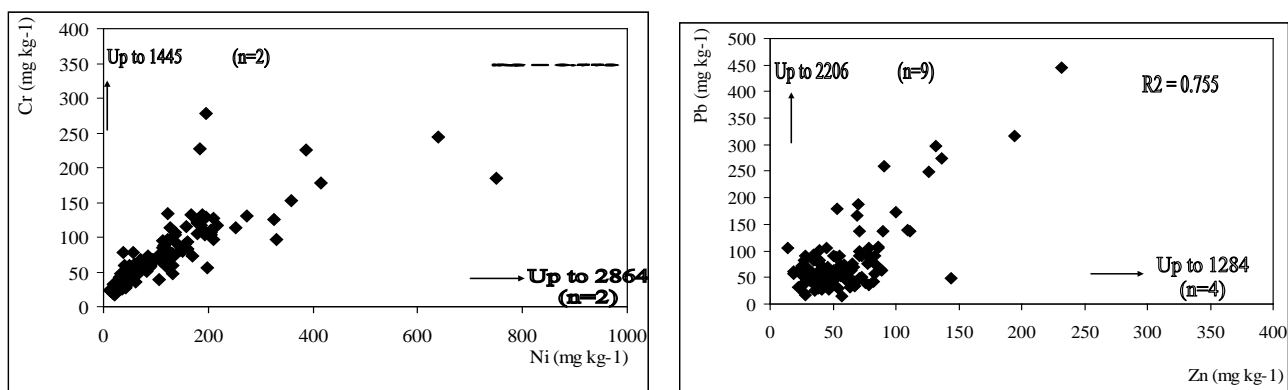 Cr (mg kg-1)
400
350
300
250
200
150
100
50
0
Up to 1445 (n=2)
Up to 2864
(n=2)
0 200 400 600 800 1000
Ni (mg kg-1)
Pb (mg kg-1)
500
450
400
350
300
250
200
150
100
50
0
Up to 2206 (n=9)
R2 = 0.755
Up to 1284
(n=4)
0 50 100 150 200 250 300 350 400
Zn (mg kg-1)